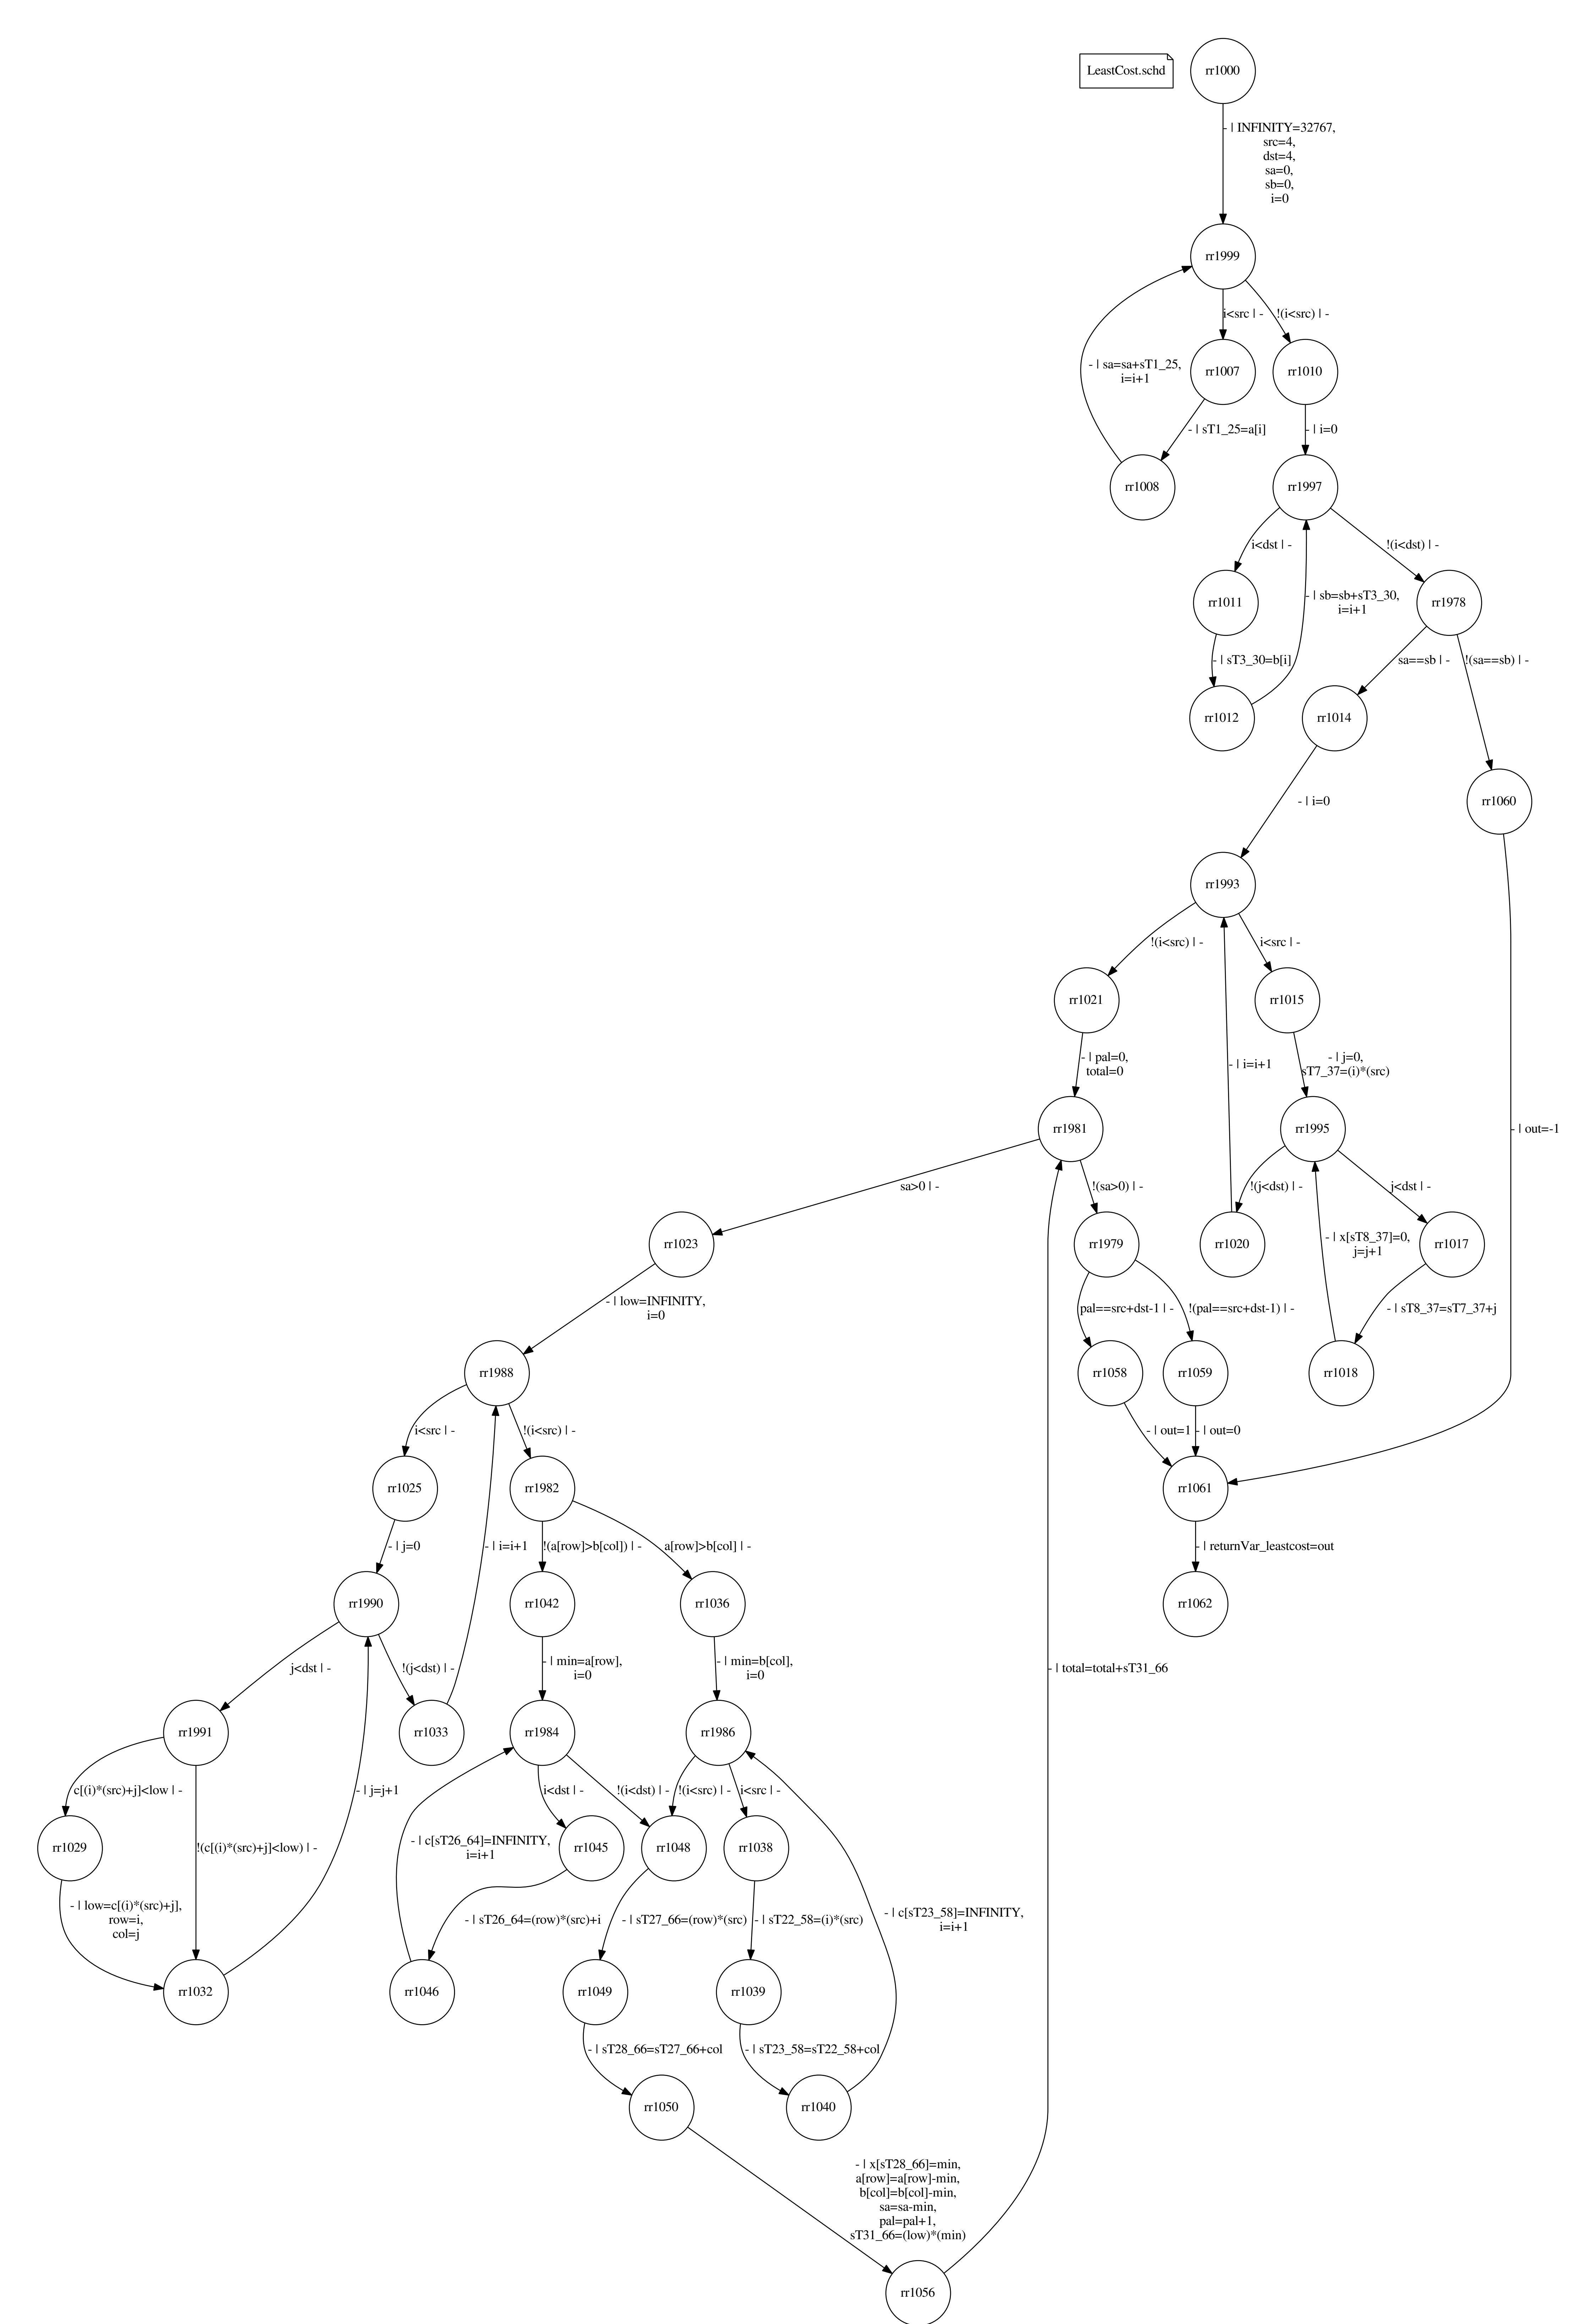 LeastCost.schd
rr1000
- | INFINITY=32767,
src=4,
dst=4,
sa=0,
sb=0,
i=0
rr1999
i<src | -
!(i<src) | -
- | sa=sa+sT1_25,
i=i+1
rr1007
rr1010
- | sT1_25=a[i]
- | i=0
rr1008
rr1997
i<dst | -
!(i<dst) | -
rr1011
- | sb=sb+sT3_30,
i=i+1
rr1978
- | sT3_30=b[i]
sa==sb | -
!(sa==sb) | -
rr1012
rr1014
- | i=0
rr1060
rr1993
!(i<src) | -
i<src | -
rr1021
rr1015
- | pal=0,
total=0
- | i=i+1
- | j=0,
sT7_37=(i)*(src)
rr1981
rr1995
- | out=-1
sa>0 | -
!(sa>0) | -
!(j<dst) | -
j<dst | -
rr1023
rr1979
rr1020
- | x[sT8_37]=0,
j=j+1
rr1017
- | low=INFINITY,
i=0
pal==src+dst-1 | -
!(pal==src+dst-1) | -
- | sT8_37=sT7_37+j
rr1988
rr1058
rr1059
rr1018
i<src | -
!(i<src) | -
- | out=1
- | out=0
rr1025
rr1982
rr1061
- | j=0
- | i=i+1
!(a[row]>b[col]) | -
a[row]>b[col] | -
- | returnVar_leastcost=out
rr1990
rr1042
rr1036
rr1062
j<dst | -
!(j<dst) | -
- | min=a[row],
i=0
- | min=b[col],
i=0
- | total=total+sT31_66
rr1991
rr1033
rr1984
rr1986
c[(i)*(src)+j]<low | -
- | j=j+1
i<dst | -
!(i<dst) | -
!(i<src) | -
i<src | -
rr1029
!(c[(i)*(src)+j]<low) | -
- | c[sT26_64]=INFINITY,
i=i+1
rr1045
rr1048
rr1038
- | low=c[(i)*(src)+j],
row=i,
col=j
- | sT26_64=(row)*(src)+i
- | sT27_66=(row)*(src)
- | sT22_58=(i)*(src)
- | c[sT23_58]=INFINITY,
i=i+1
rr1032
rr1046
rr1049
rr1039
- | sT28_66=sT27_66+col
- | sT23_58=sT22_58+col
rr1050
rr1040
- | x[sT28_66]=min,
a[row]=a[row]-min,
b[col]=b[col]-min,
sa=sa-min,
pal=pal+1,
sT31_66=(low)*(min)
rr1056